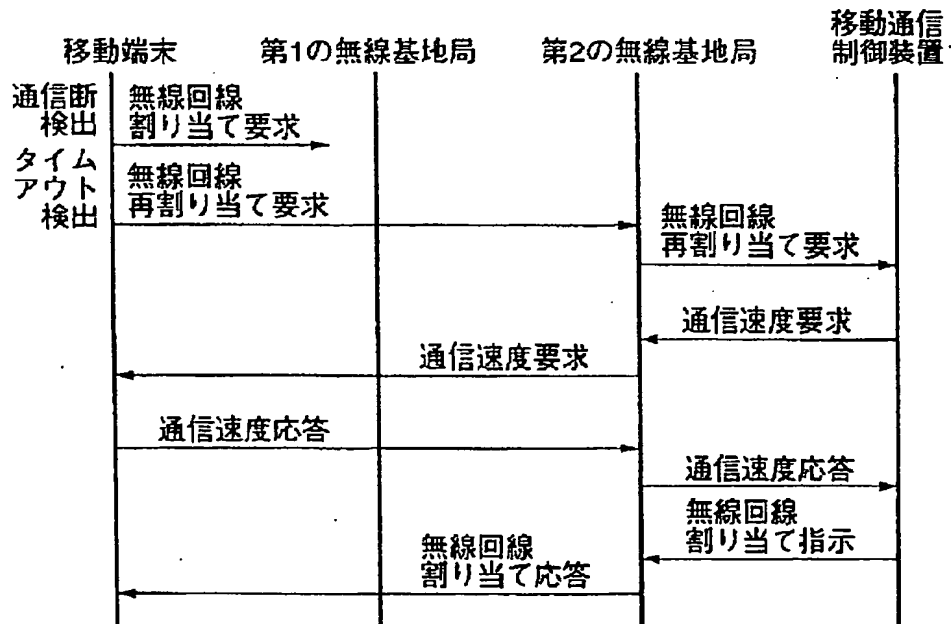 移動端末
第1の無線基地局
第2の無線基地局
移動通信
制御装置
通信断
検出
無線回線
割り当て要求
タイム
アウト
検出
無線回線
再割り当て要求
無線回線
再割り当て要求
通信速度要求
通信速度要求
通信速度応答
通信速度応答
無線回線
割り当て指示
無線回線
割り当て応答